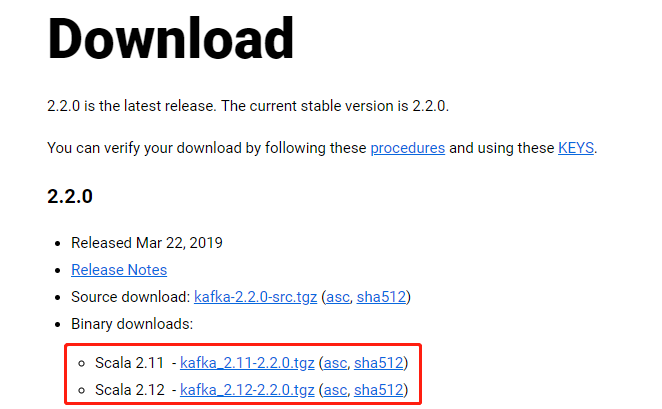 Download
2.2.0 is the latest release. The current stable version is 2.2.0.
You can verify your download by following these procedures and using these KEYS.
2.2.0
Released Mar 22, 2019
Release Notes
Source download: kafka-2.2.0-src.tgz (asc, sha512)
Binary downloads:
Scala 2.11 - kafka_2.11-2.2.0.tgz (asc, sha512)
Scala 2.12 - kafka_2.12-2.2.0.tgz (asc, sha512)